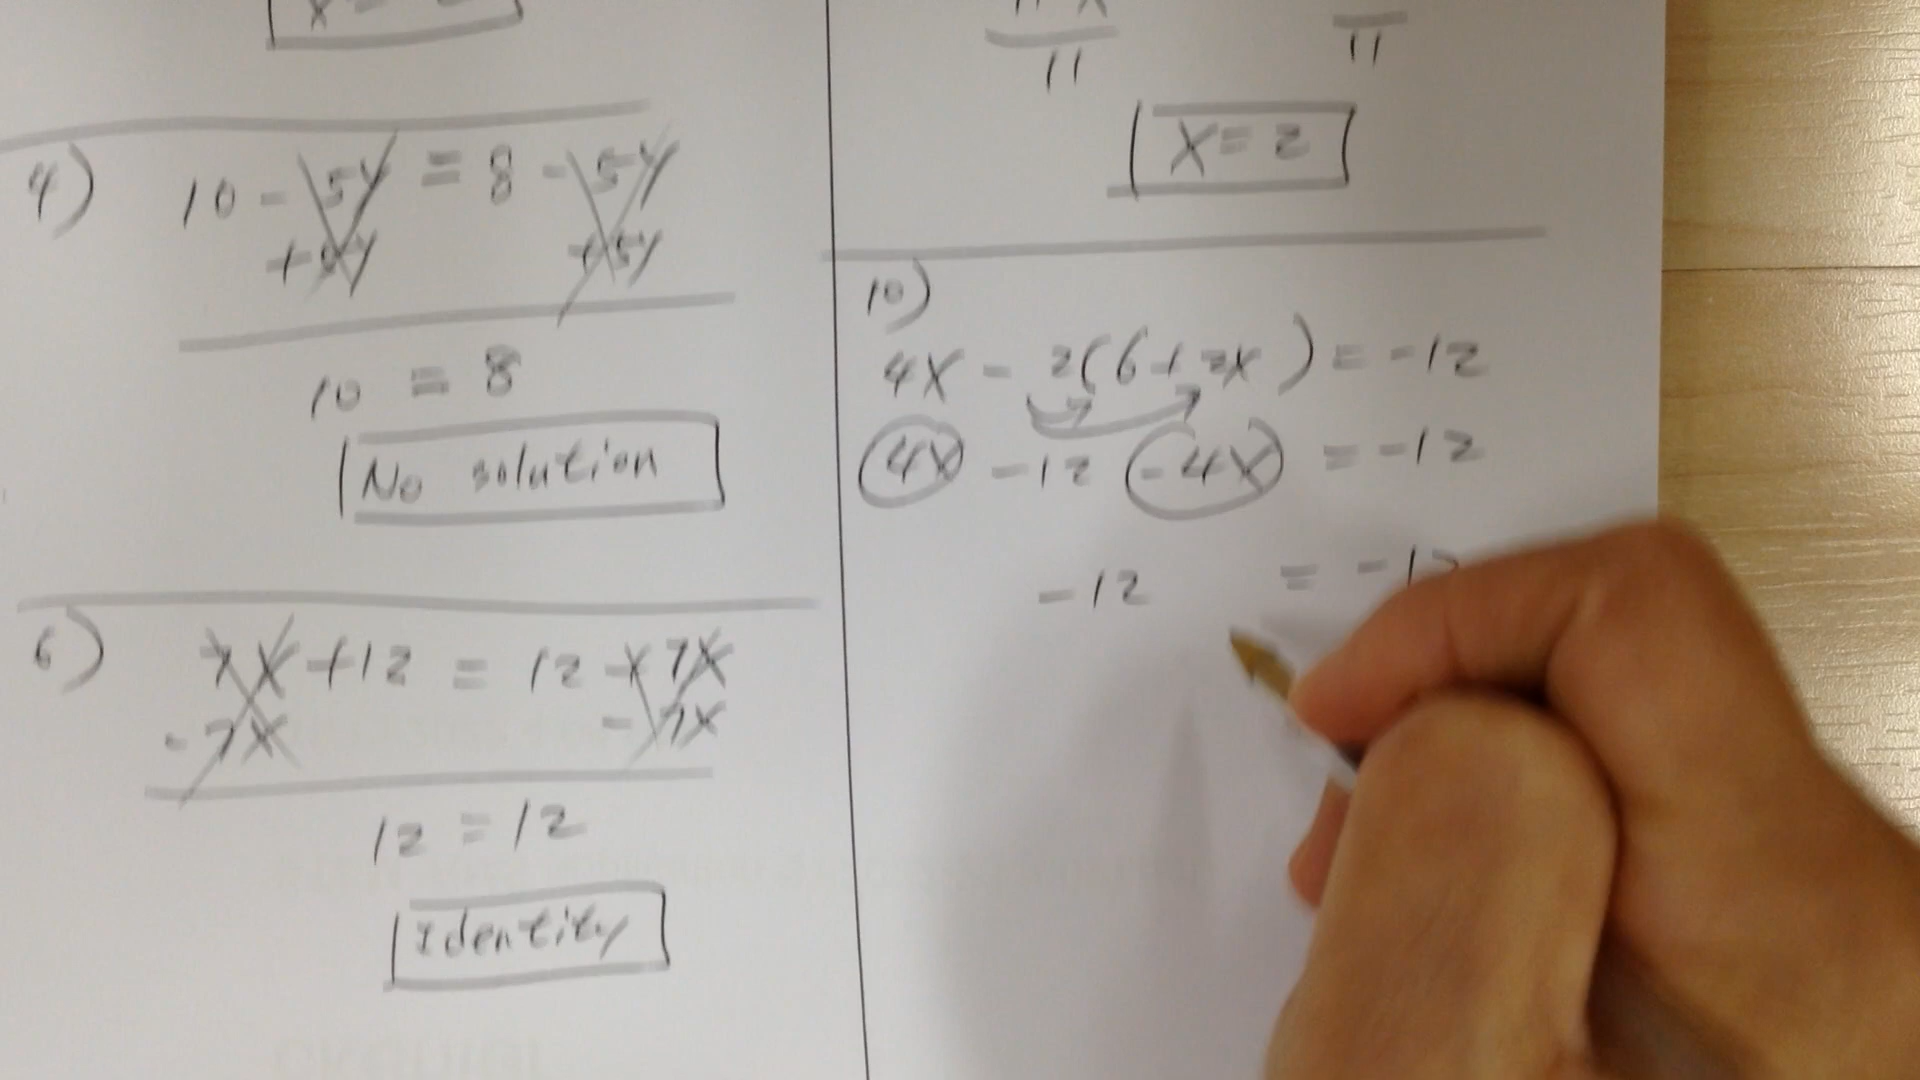 4)
10 - 5y = 8 - 5y
+5y +5y
10 = 8
No solution
6)
7x +12 = 12 + 7x
-7x -7x
12 = 12
Identity
11 11
x = 2
10)
4x - 2(6+2x) = -12
4x -12 -4x = -12
-12 = -12